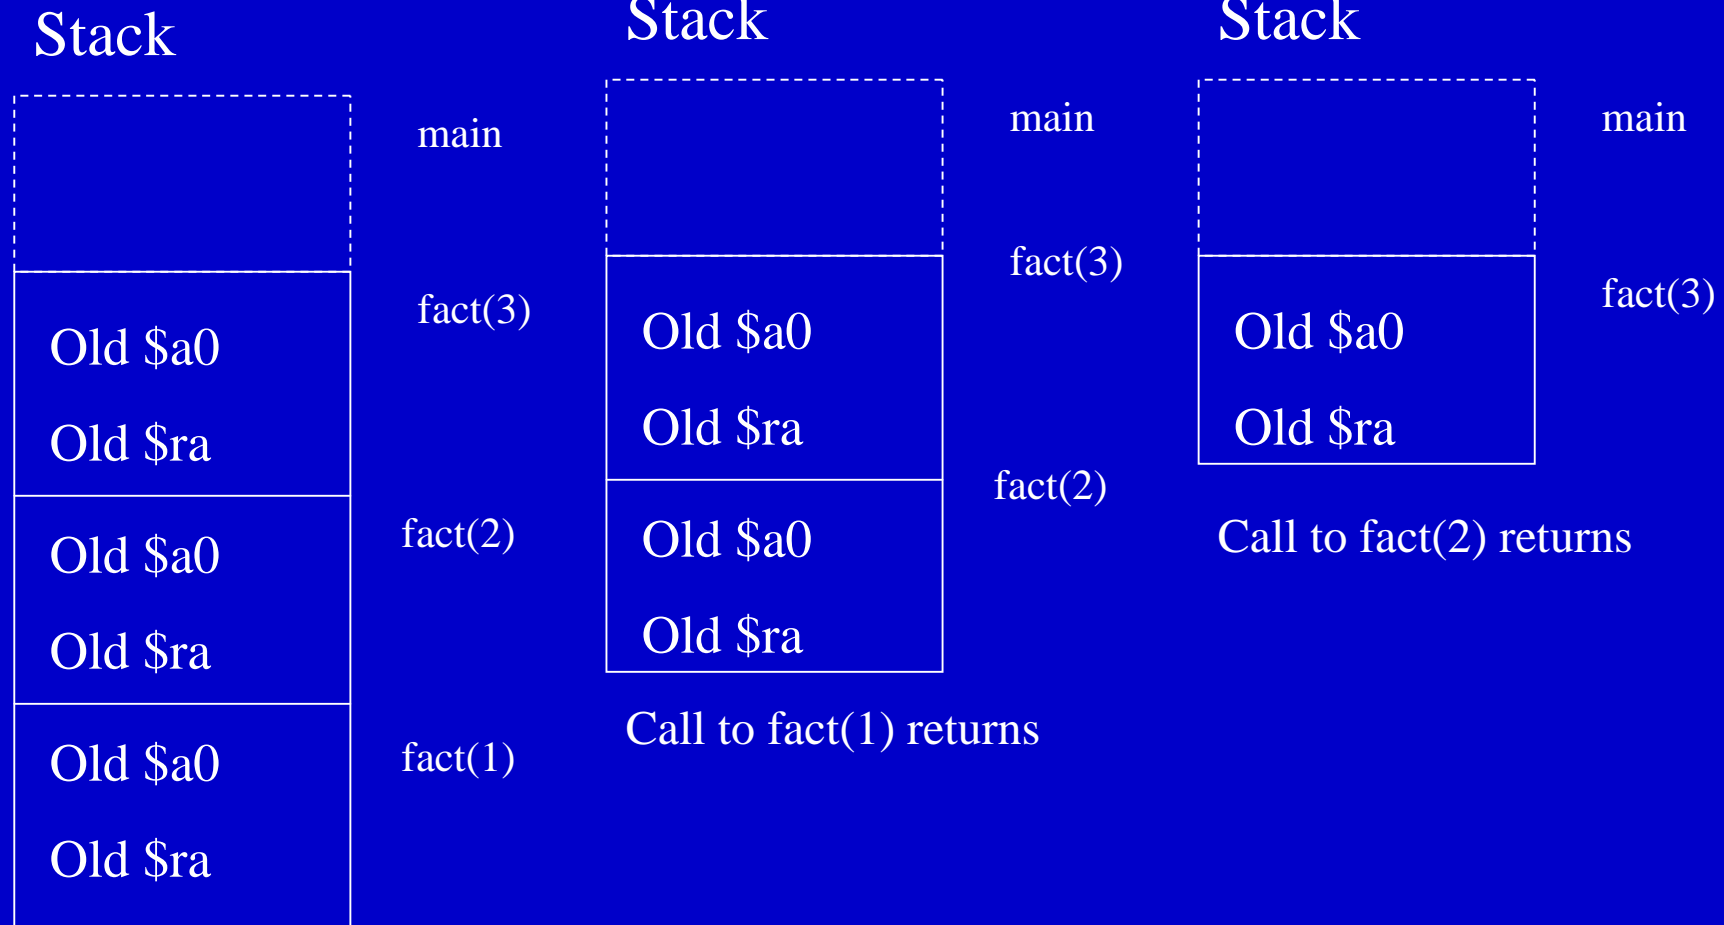 Stack
main
fact(3)
Old $a0
Old $ra
fact(2)
Old $a0
Old $ra
fact(1)
Old $a0
Old $ra
Stack
main
fact(3)
Old $a0
Old $ra
fact(2)
Old $a0
Old $ra
Call to fact(1) returns
Stack
main
fact(3)
Old $a0
Old $ra
Call to fact(2) returns